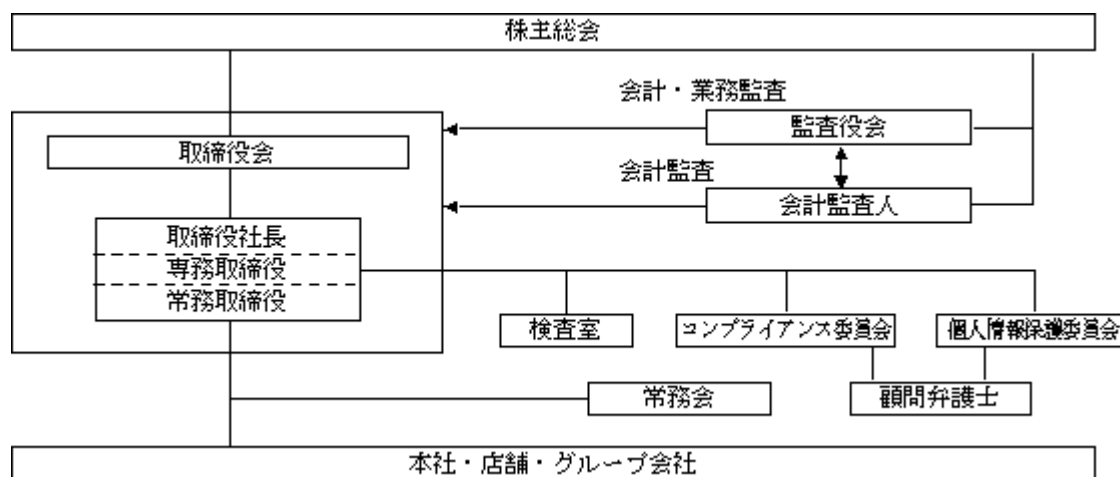 株主総会
会計・業務監査
監査役会
取締役会
会計監査
会計監査人
取締役社長
専務取締役
常務取締役
検査室
コンプライアンス委員会
個人情報保護委員会
常務会
顧問弁護士
本社・店舗・グループ会社